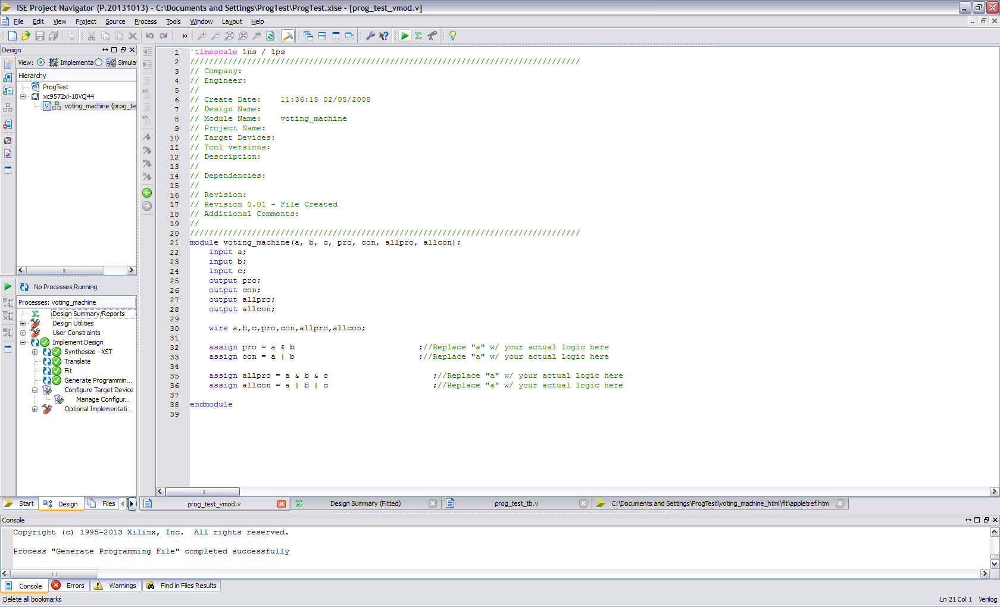 ISE Project Navigator (P.20131013) - C:\Documents and Settings\ProgTest\ProgTest.xise - [prog_test_vmod.v]
File Edit View Project Source Process Tools Window Layout Help
Design
View: Implementa Simula
Hierarchy
ProgTest
xc9572xl-10VQ44
voting_machine (prog_te
No Processes Running
Processes: voting_machine
Design Summary/Reports
Design Utilities
User Constraints
Implement Design
Synthesize - XST
Translate
Fit
Generate Programmin...
Configure Target Device
Manage Configur...
Optional Implementati...
Start Design Files
1 `timescale 1ns / 1ps
2 //////////////////////////////////////////////////////////////////////////////////
3 // Company:
4 // Engineer:
5 //
6 // Create Date:    11:36:15 02/05/2008
7 // Design Name:
8 // Module Name:    voting_machine
9 // Project Name:
10 // Target Devices:
11 // Tool versions:
12 // Description:
13 //
14 // Dependencies:
15 //
16 // Revision:
17 // Revision 0.01 - File Created
18 // Additional Comments:
19 //
20 //////////////////////////////////////////////////////////////////////////////////
21 module voting_machine(a, b, c, pro, con, allpro, allcon);
22     input a;
23     input b;
24     input c;
25     output pro;
26     output con;
27     output allpro;
28     output allcon;
29
30     wire a,b,c,pro,con,allpro,allcon;
31
32     assign pro = a & b                          ;//Replace "a" w/ your actual logic here
33     assign con = a | b                          ;//Replace "a" w/ your actual logic here
34
35     assign allpro = a & b & c                      ;//Replace "a" w/ your actual logic here
36     assign allcon = a | b | c                      ;//Replace "a" w/ your actual logic here
37
38 endmodule
39
prog_test_vmod.v Design Summary (Fitted) prog_test_tb.v C:\Documents and Settings\ProgTest\voting_machine_html\fit\appletref.htm
Console
Copyright (c) 1995-2013 Xilinx, Inc.  All rights reserved.
Process "Generate Programming File" completed successfully
Console Errors Warnings Find in Files Results
Delete all bookmarks Ln 21 Col 1 Verilog